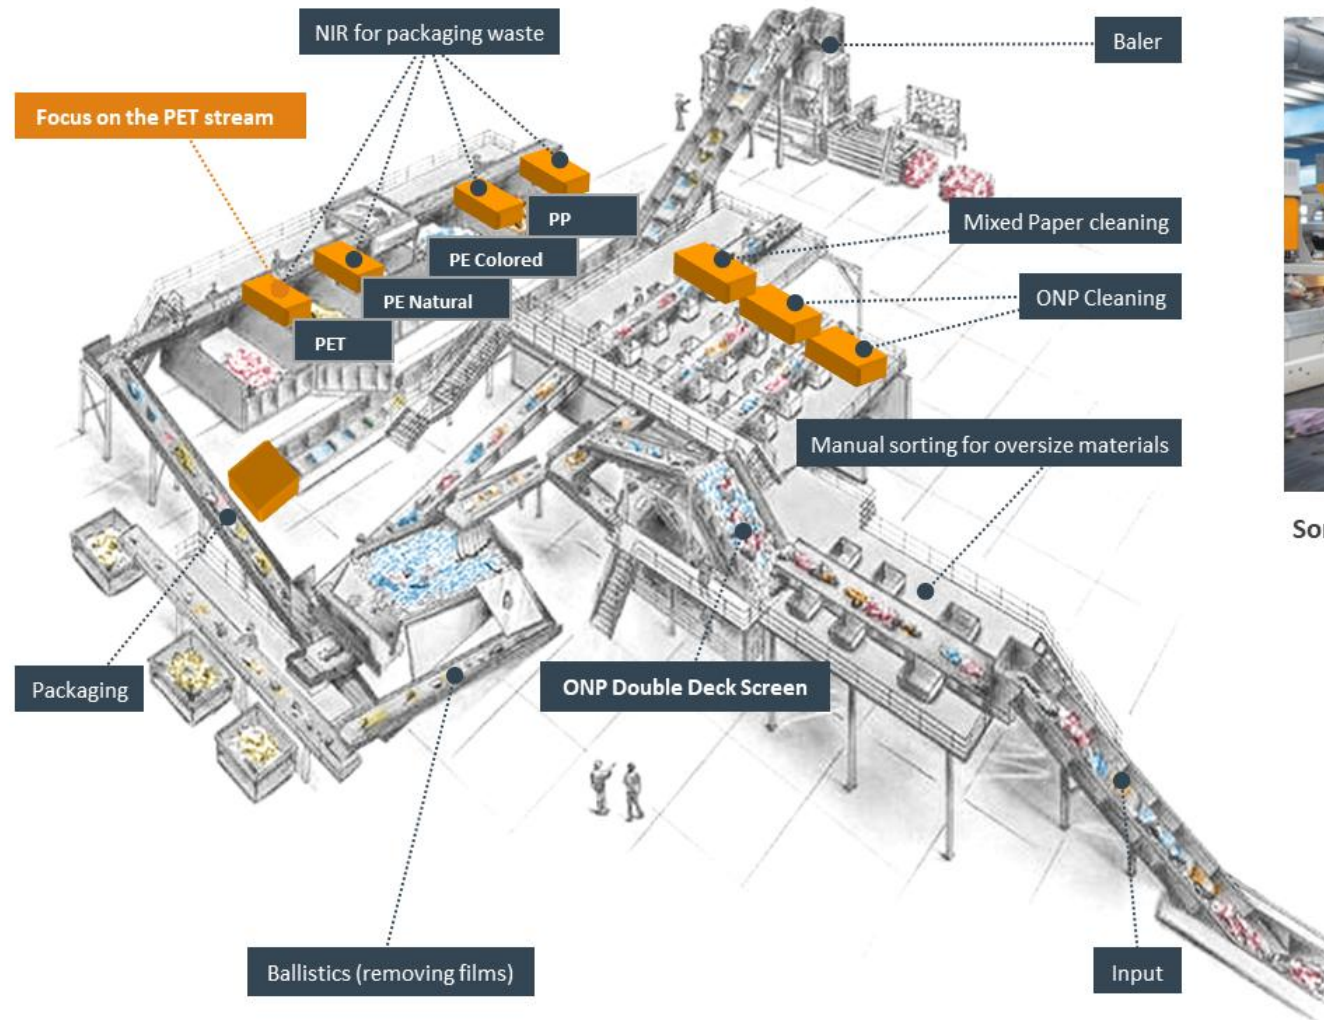 NIR for packaging waste
Baler
Focus on the PET stream
PP
Mixed Paper cleaning
PE Colored
PE Natural
ONP Cleaning
PET
Manual sorting for oversize materials
Packaging
ONP Double Deck Screen
Ballistics (removing films)
Input